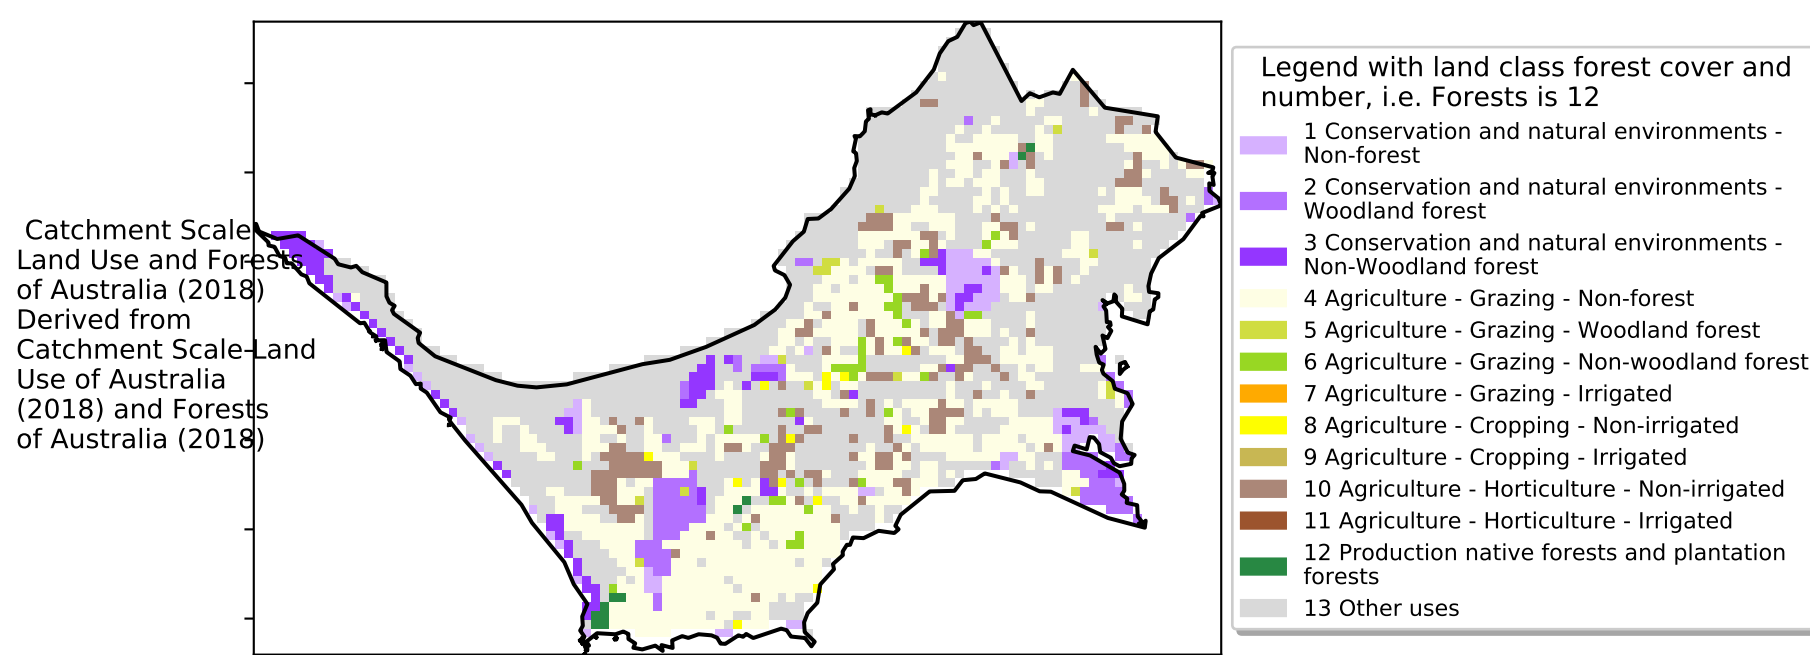 Catchment Scale
Land Use and Forests
of Australia (2018)
Derived from
Catchment Scale Land
Use of Australia
(2018) and Forests
of Australia (2018)
Legend with land class forest cover and
number, i.e. Forests is 12
1 Conservation and natural environments -
Non-forest
2 Conservation and natural environments -
Woodland forest
3 Conservation and natural environments -
Non-Woodland forest
4 Agriculture - Grazing - Non-forest
5 Agriculture - Grazing - Woodland forest
6 Agriculture - Grazing - Non-woodland forest
7 Agriculture - Grazing - Irrigated
8 Agriculture - Cropping - Non-irrigated
9 Agriculture - Cropping - Irrigated
10 Agriculture - Horticulture - Non-irrigated
11 Agriculture - Horticulture - Irrigated
12 Production native forests and plantation
forests
13 Other uses